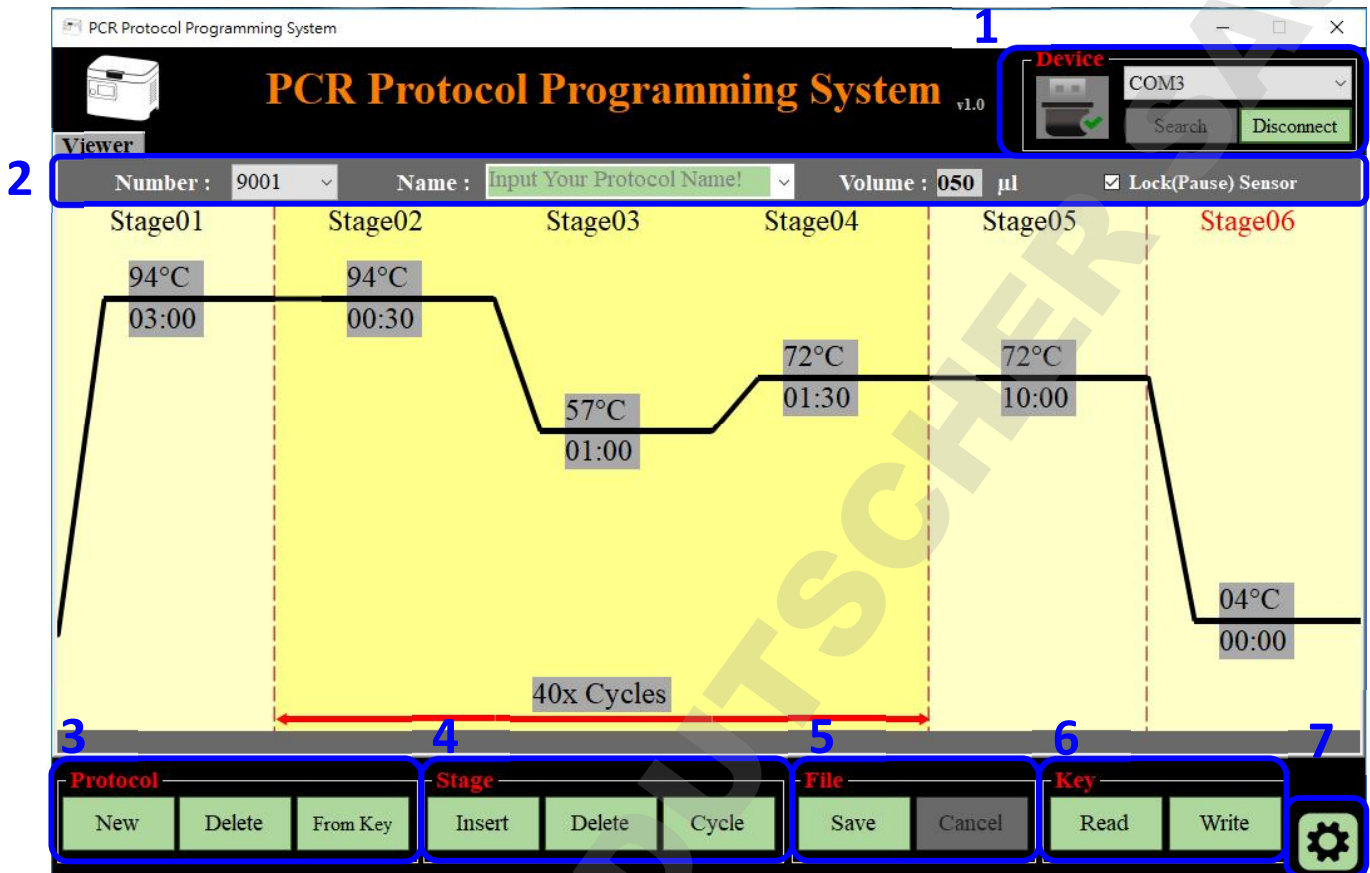 PCR Protocol Programming System
1
PCR Protocol Programming System v1.0
Device
COM3
Search Disconnect
Viewer
2
Number : 9001 Name : Input Your Protocol Name! Volume : 050 µl Lock(Pause) Sensor
Stage01 Stage02 Stage03 Stage04 Stage05 Stage06
94°C 94°C
03:00 00:30
72°C 72°C
01:30 10:00
57°C
01:00
04°C
00:00
40x Cycles
3 4 5 6 7
Protocol Stage File Key
New Delete From Key Insert Delete Cycle Save Cancel Read Write
DUTSCHER SA